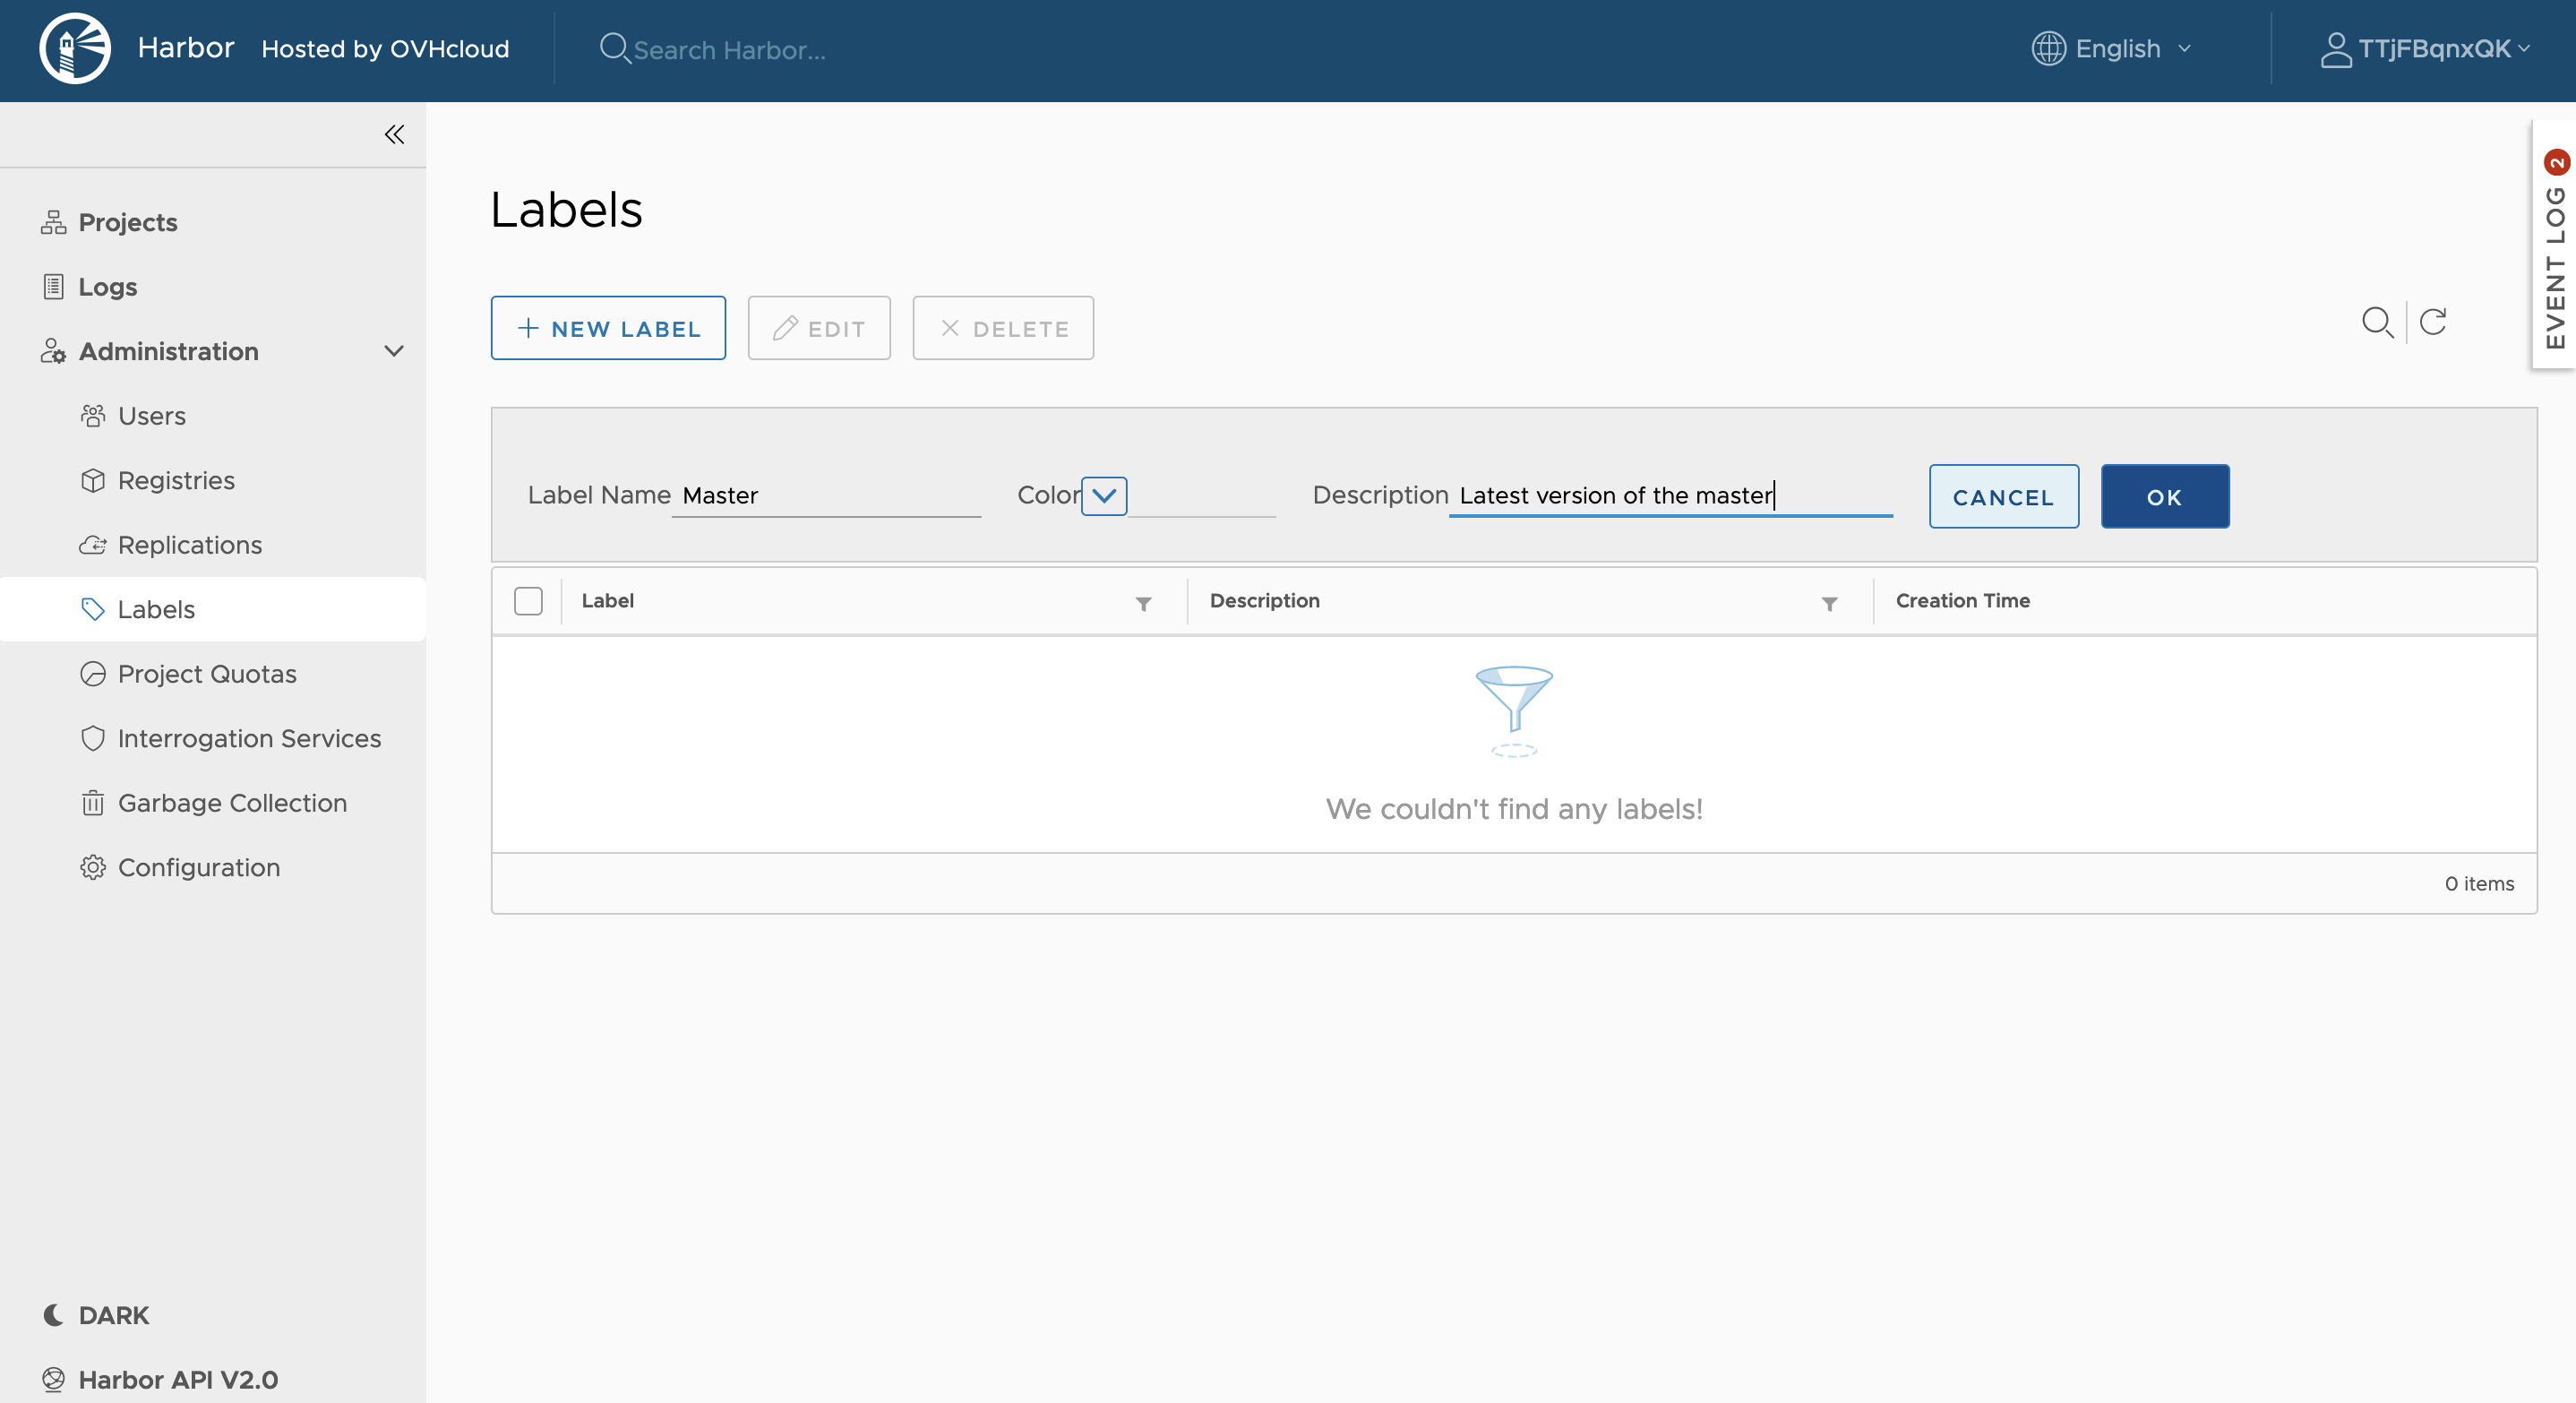 Harbor Hosted by OVHcloud
Search Harbor...
English
TTjFBqnxQK
EVENT LOG 2
Projects
Logs
Administration
Users
Registries
Replications
Labels
Project Quotas
Interrogation Services
Garbage Collection
Configuration
DARK
Harbor API V2.0
Labels
NEW LABEL EDIT DELETE
Label Name Master Color Description Latest version of the master CANCEL OK
Label Description Creation Time
We couldn't find any labels!
0 items